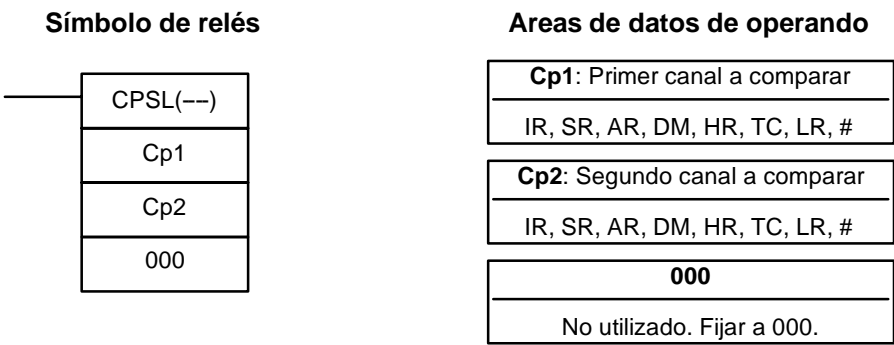 Símbolo de relés
CPSL(---)
Cp1
Cp2
000
Areas de datos de operando
Cp1: Primer canal a comparar
IR, SR, AR, DM, HR, TC, LR, #
Cp2: Segundo canal a comparar
IR, SR, AR, DM, HR, TC, LR, #
000
No utilizado. Fijar a 000.